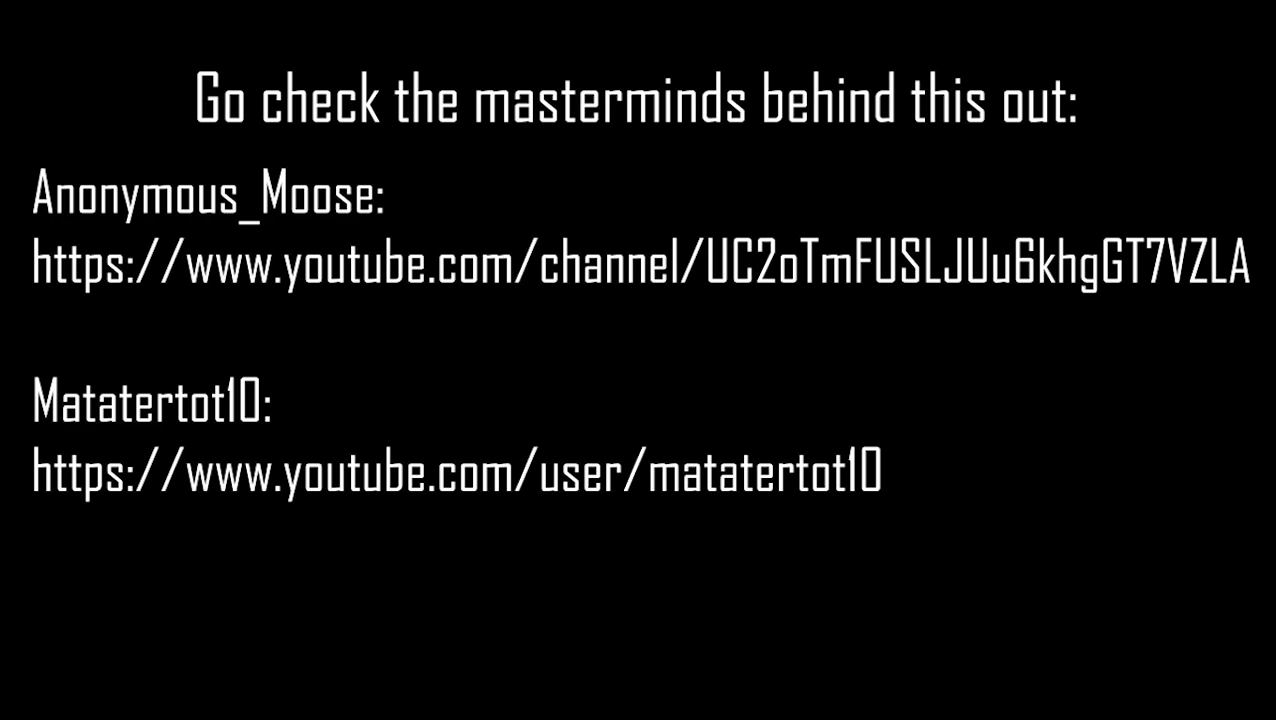 Go check the masterminds behind this out:
Anonymous_Moose:
https://www.youtube.com/channel/UC2oTmFUSLJUu6khgGT7VZLA
Matatertot10:
https://www.youtube.com/user/matatertot10